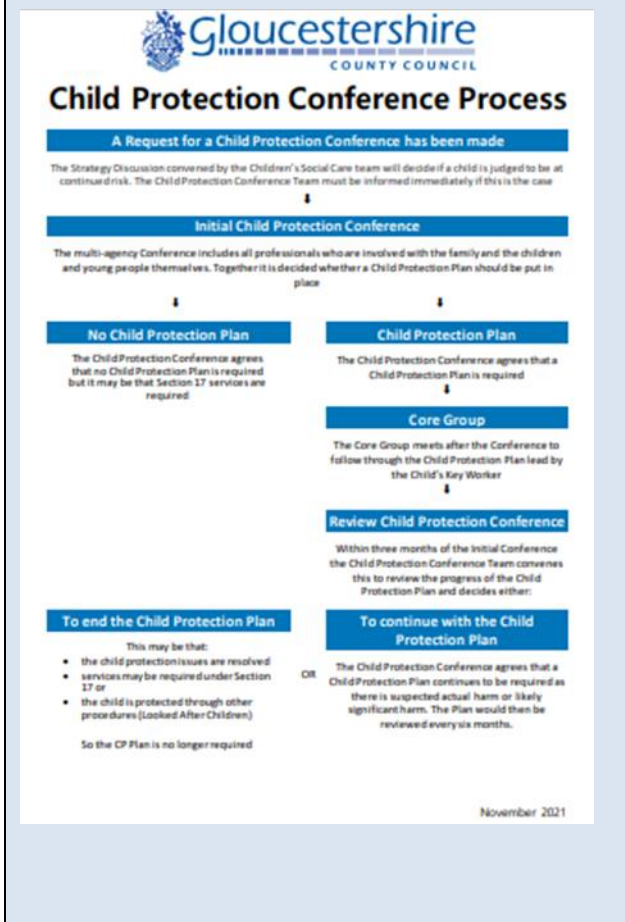 Gloucestershire
COUNTY COUNCIL
Child Protection Conference Process
A Request for a Child Protection Conference has been made
The Strategy Discussion convened by the Children's Social Care team will decide if a child is judged to be at
continued risk. The Child Protection Conference Team must be informed immediately if this is the case
Initial Child Protection Conference
The multi-agency Conference includes all professionals who are involved with the family and the children
and young people themselves. Together it is decided whether a Child Protection Plan should be put in
place
No Child Protection Plan
The Child Protection Conference agrees
that no Child Protection Plan is required
but it may be that Section 17 services are
required
Child Protection Plan
The Child Protection Conference agrees that a
Child Protection Plan is required
Core Group
The Core Group meets after the Conference to
follow through the Child Protection Plan lead by
the Child's Key Worker
Review Child Protection Conference
Within three months of the Initial Conference
the Child Protection Conference Team convenes
this to review the progress of the Child
Protection Plan and decides either:
To end the Child Protection Plan
This may be that:
• the child protection issues are resolved
• services may be required under Section
17 or
• the child is protected through other
procedures (Looked After Children)
So the CP Plan is no longer required
OR
To continue with the Child
Protection Plan
The Child Protection Conference agrees that a
Child Protection Plan continues to be required as
there is suspected actual harm or likely
significant harm. The Plan would then be
reviewed every six months.
November 2021